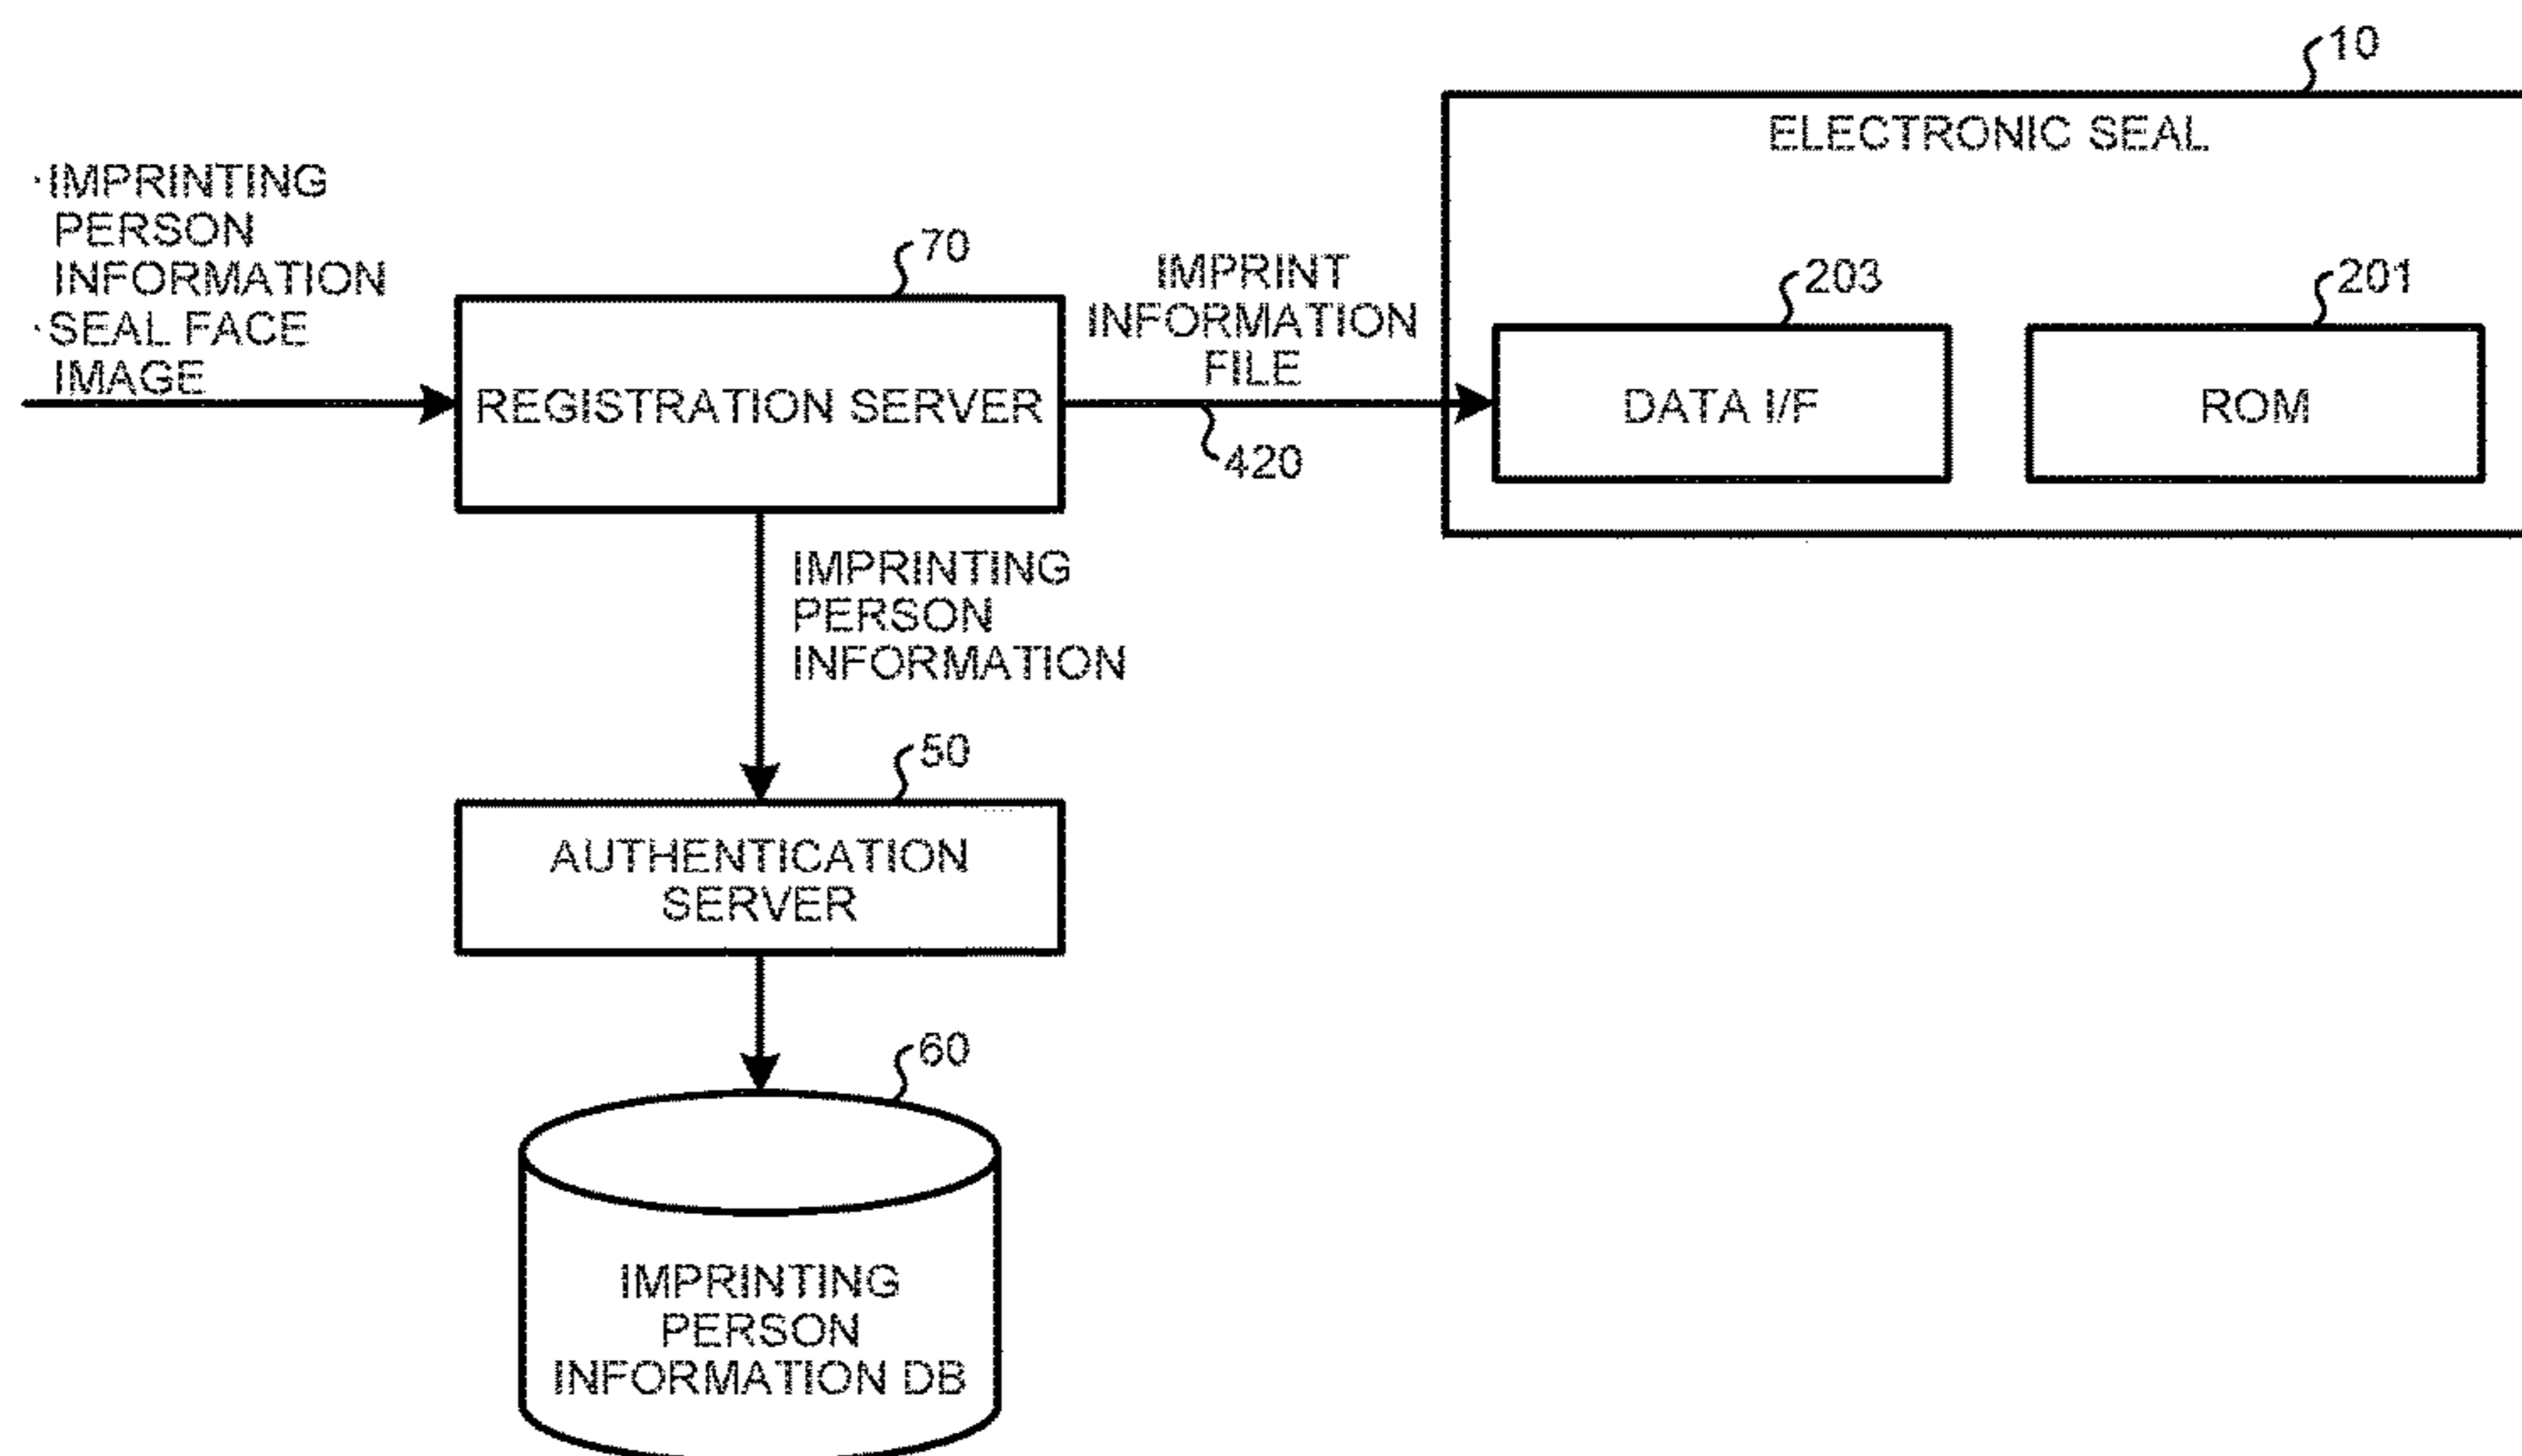 10
ELECTRONIC SEAL
·IMPRINTING
PERSON
INFORMATION
·SEAL FACE
IMAGE
70
REGISTRATION SERVER
IMPRINT
INFORMATION
FILE
420
203
DATA I/F
201
ROM
IMPRINTING
PERSON
INFORMATION
50
AUTHENTICATION
SERVER
60
IMPRINTING
PERSON
INFORMATION DB